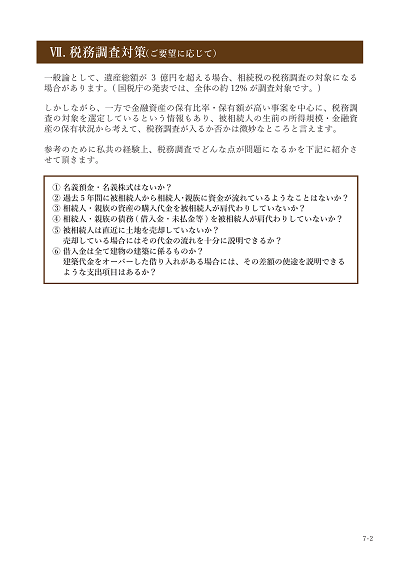 Ⅶ. 税務調査対策(ご要望に応じて)
一般論として、遺産総額が 3 億円を超える場合、相続税の税務調査の対象になる
場合があります。( 国税庁の発表では、全体の約 12% が調査対象です。)
しかしながら、一方で金融資産の保有比率・保有額が高い事案を中心に、税務調
査の対象を選定しているという情報もあり、被相続人の生前の所得規模・金融資
産の保有状況から考えて、税務調査が入るか否かは微妙なところと言えます。
参考のために私共の経験上、税務調査でどんな点が問題になるかを下記に紹介さ
せて頂きます。
① 名義預金・名義株式はないか？
② 過去 5 年間に被相続人から相続人・親族に資金が流れているようなことはないか？
③ 相続人・親族の資産の購入代金を被相続人が肩代わりしていないか？
④ 相続人・親族の債務 ( 借入金・未払金等 ) を被相続人が肩代わりしていないか？
⑤ 被相続人は直近に土地を売却していないか？
売却している場合にはその代金の流れを十分に説明できるか？
⑥ 借入金は全て建物の建築に係るものか？
建築代金をオーバーした借り入れがある場合には、その差額の使途を説明できる
ような支出項目はあるか？
7-2